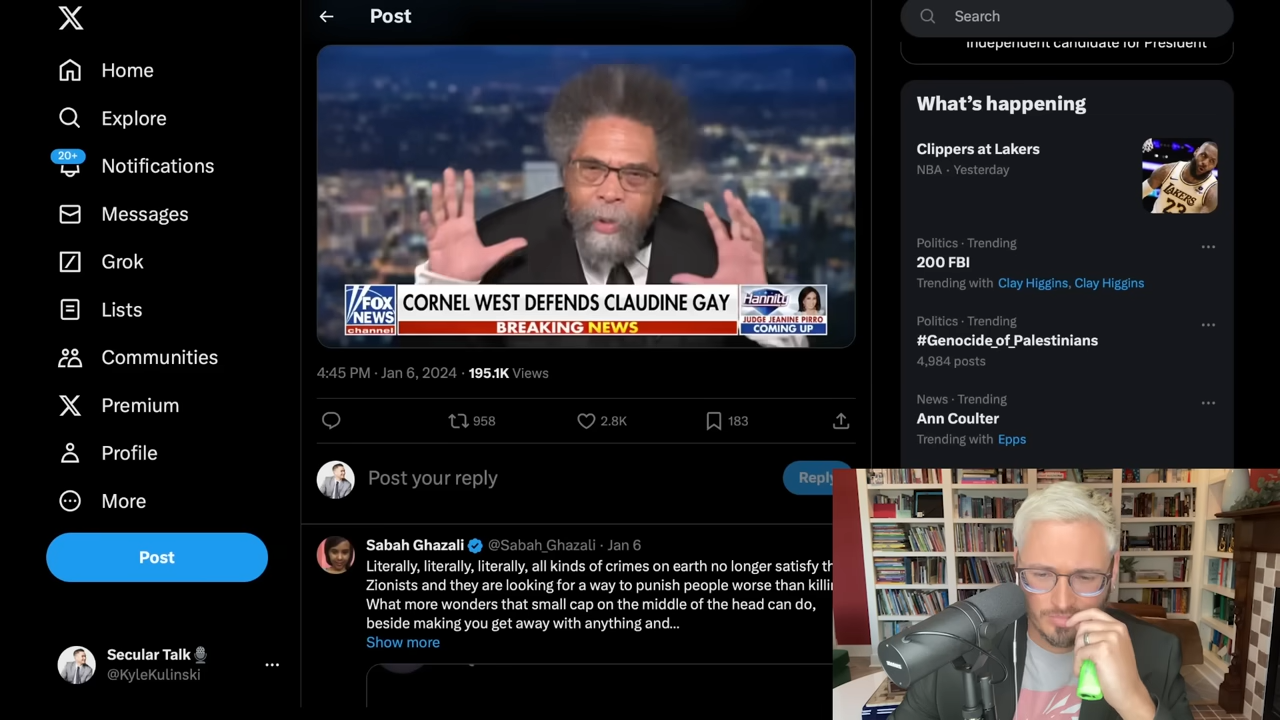 Home
Explore
20+
Notifications
Messages
Grok
Lists
Communities
Premium
Profile
More
Post
Secular Talk
@KyleKulinski
Post
FOX
NEWS
channel
CORNEL WEST DEFENDS CLAUDINE GAY
BREAKING NEWS
Hannity
JUDGE JEANINE PIRRO
COMING UP
4:45 PM · Jan 6, 2024 · 195.1K Views
958
2.8K
183
Post your reply
Reply
Sabah Ghazali @Sabah_Ghazali · Jan 6
Literally, literally, literally, all kinds of crimes on earth no longer satisfy th
Zionists and they are looking for a way to punish people worse than killi
What more wonders that small cap on the middle of the head can do,
beside making you get away with anything and...
Show more
Search
Independent candidate for President
What's happening
Clippers at Lakers
NBA · Yesterday
LAKERS
23
Politics · Trending
200 FBI
Trending with Clay Higgins, Clay Higgins
Politics · Trending
#Genocide_of_Palestinians
4,984 posts
News · Trending
Ann Coulter
Trending with Epps